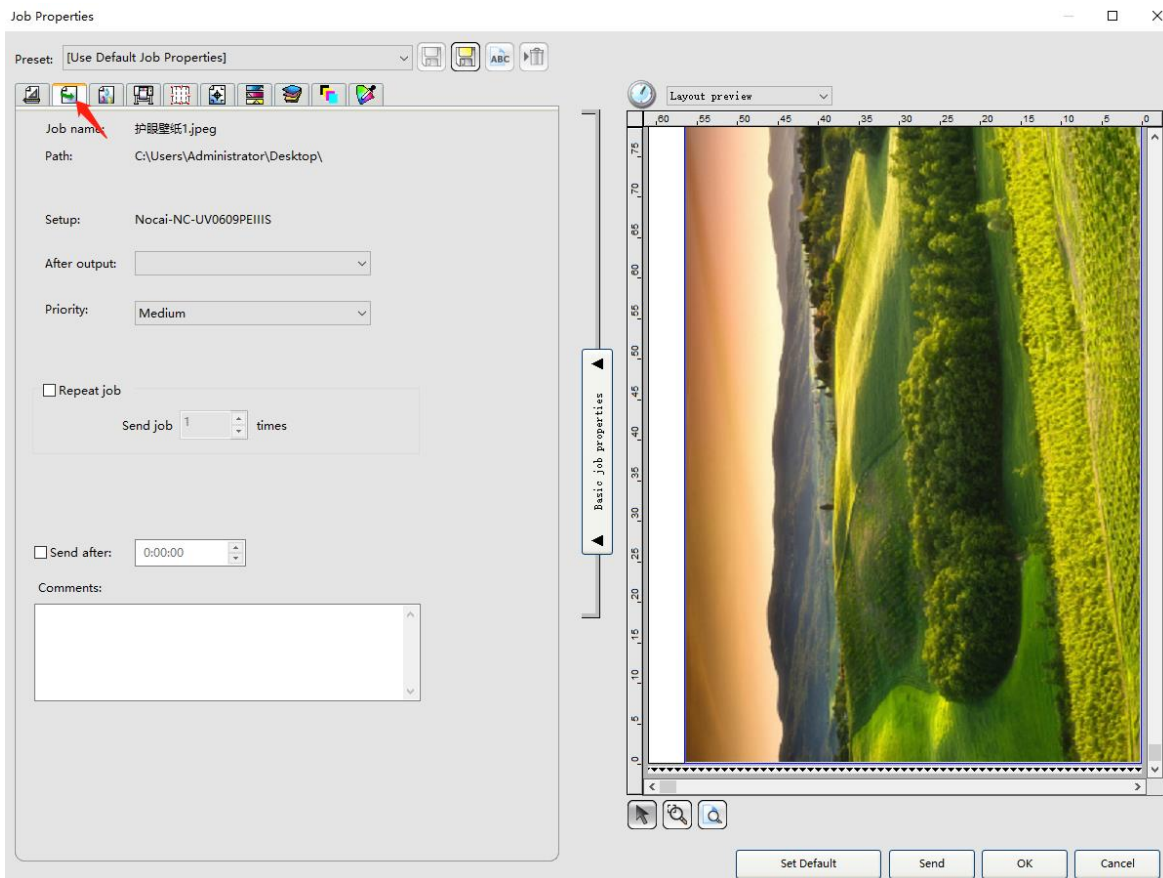 Job Properties
Preset: [Use Default Job Properties]
ABC
Layout preview
Job name: 护眼壁纸1.jpeg
Path: C:\Users\Administrator\Desktop\
Setup: Nocai-NC-UV0609PEIIIS
After output:
Priority: Medium
Repeat job
Send job 1 times
Send after: 0:00:00
Comments:
Basic job properties
60 55 50 45 40 35 30 25 20 15 10 5 0
75
70
65
60
55
50
45
40
35
30
25
20
15
10
5
0
Set Default Send OK Cancel